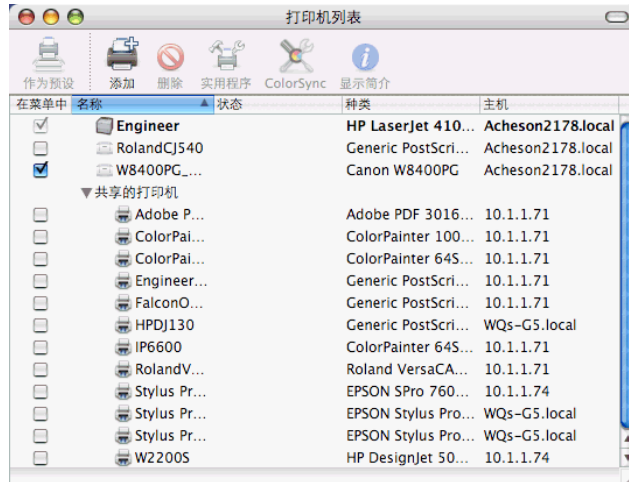 打印机列表
作为预设 添加 删除 实用程序 ColorSync 显示简介
在菜单中 名称 状态 种类 主机
Engineer HP LaserJet 410... Acheson2178.local
RolandCJ540 Generic PostScri... Acheson2178.local
W8400PG_... Canon W8400PG Acheson2178.local
共享的打印机
Adobe P... Adobe PDF 3016... 10.1.1.71
ColorPai... ColorPainter 100... 10.1.1.71
ColorPai... ColorPainter 64S... 10.1.1.71
Engineer... Generic PostScri... 10.1.1.71
FalconO... Generic PostScri... 10.1.1.71
HPDJ130 Generic PostScri... WQs-G5.local
IP6600 ColorPainter 64S... 10.1.1.71
RolandV... Roland VersaCA... 10.1.1.71
Stylus Pr... EPSON SPro 760... 10.1.1.74
Stylus Pr... EPSON Stylus Pro... WQs-G5.local
Stylus Pr... EPSON Stylus Pro... WQs-G5.local
W2200S HP DesignJet 50... 10.1.1.74